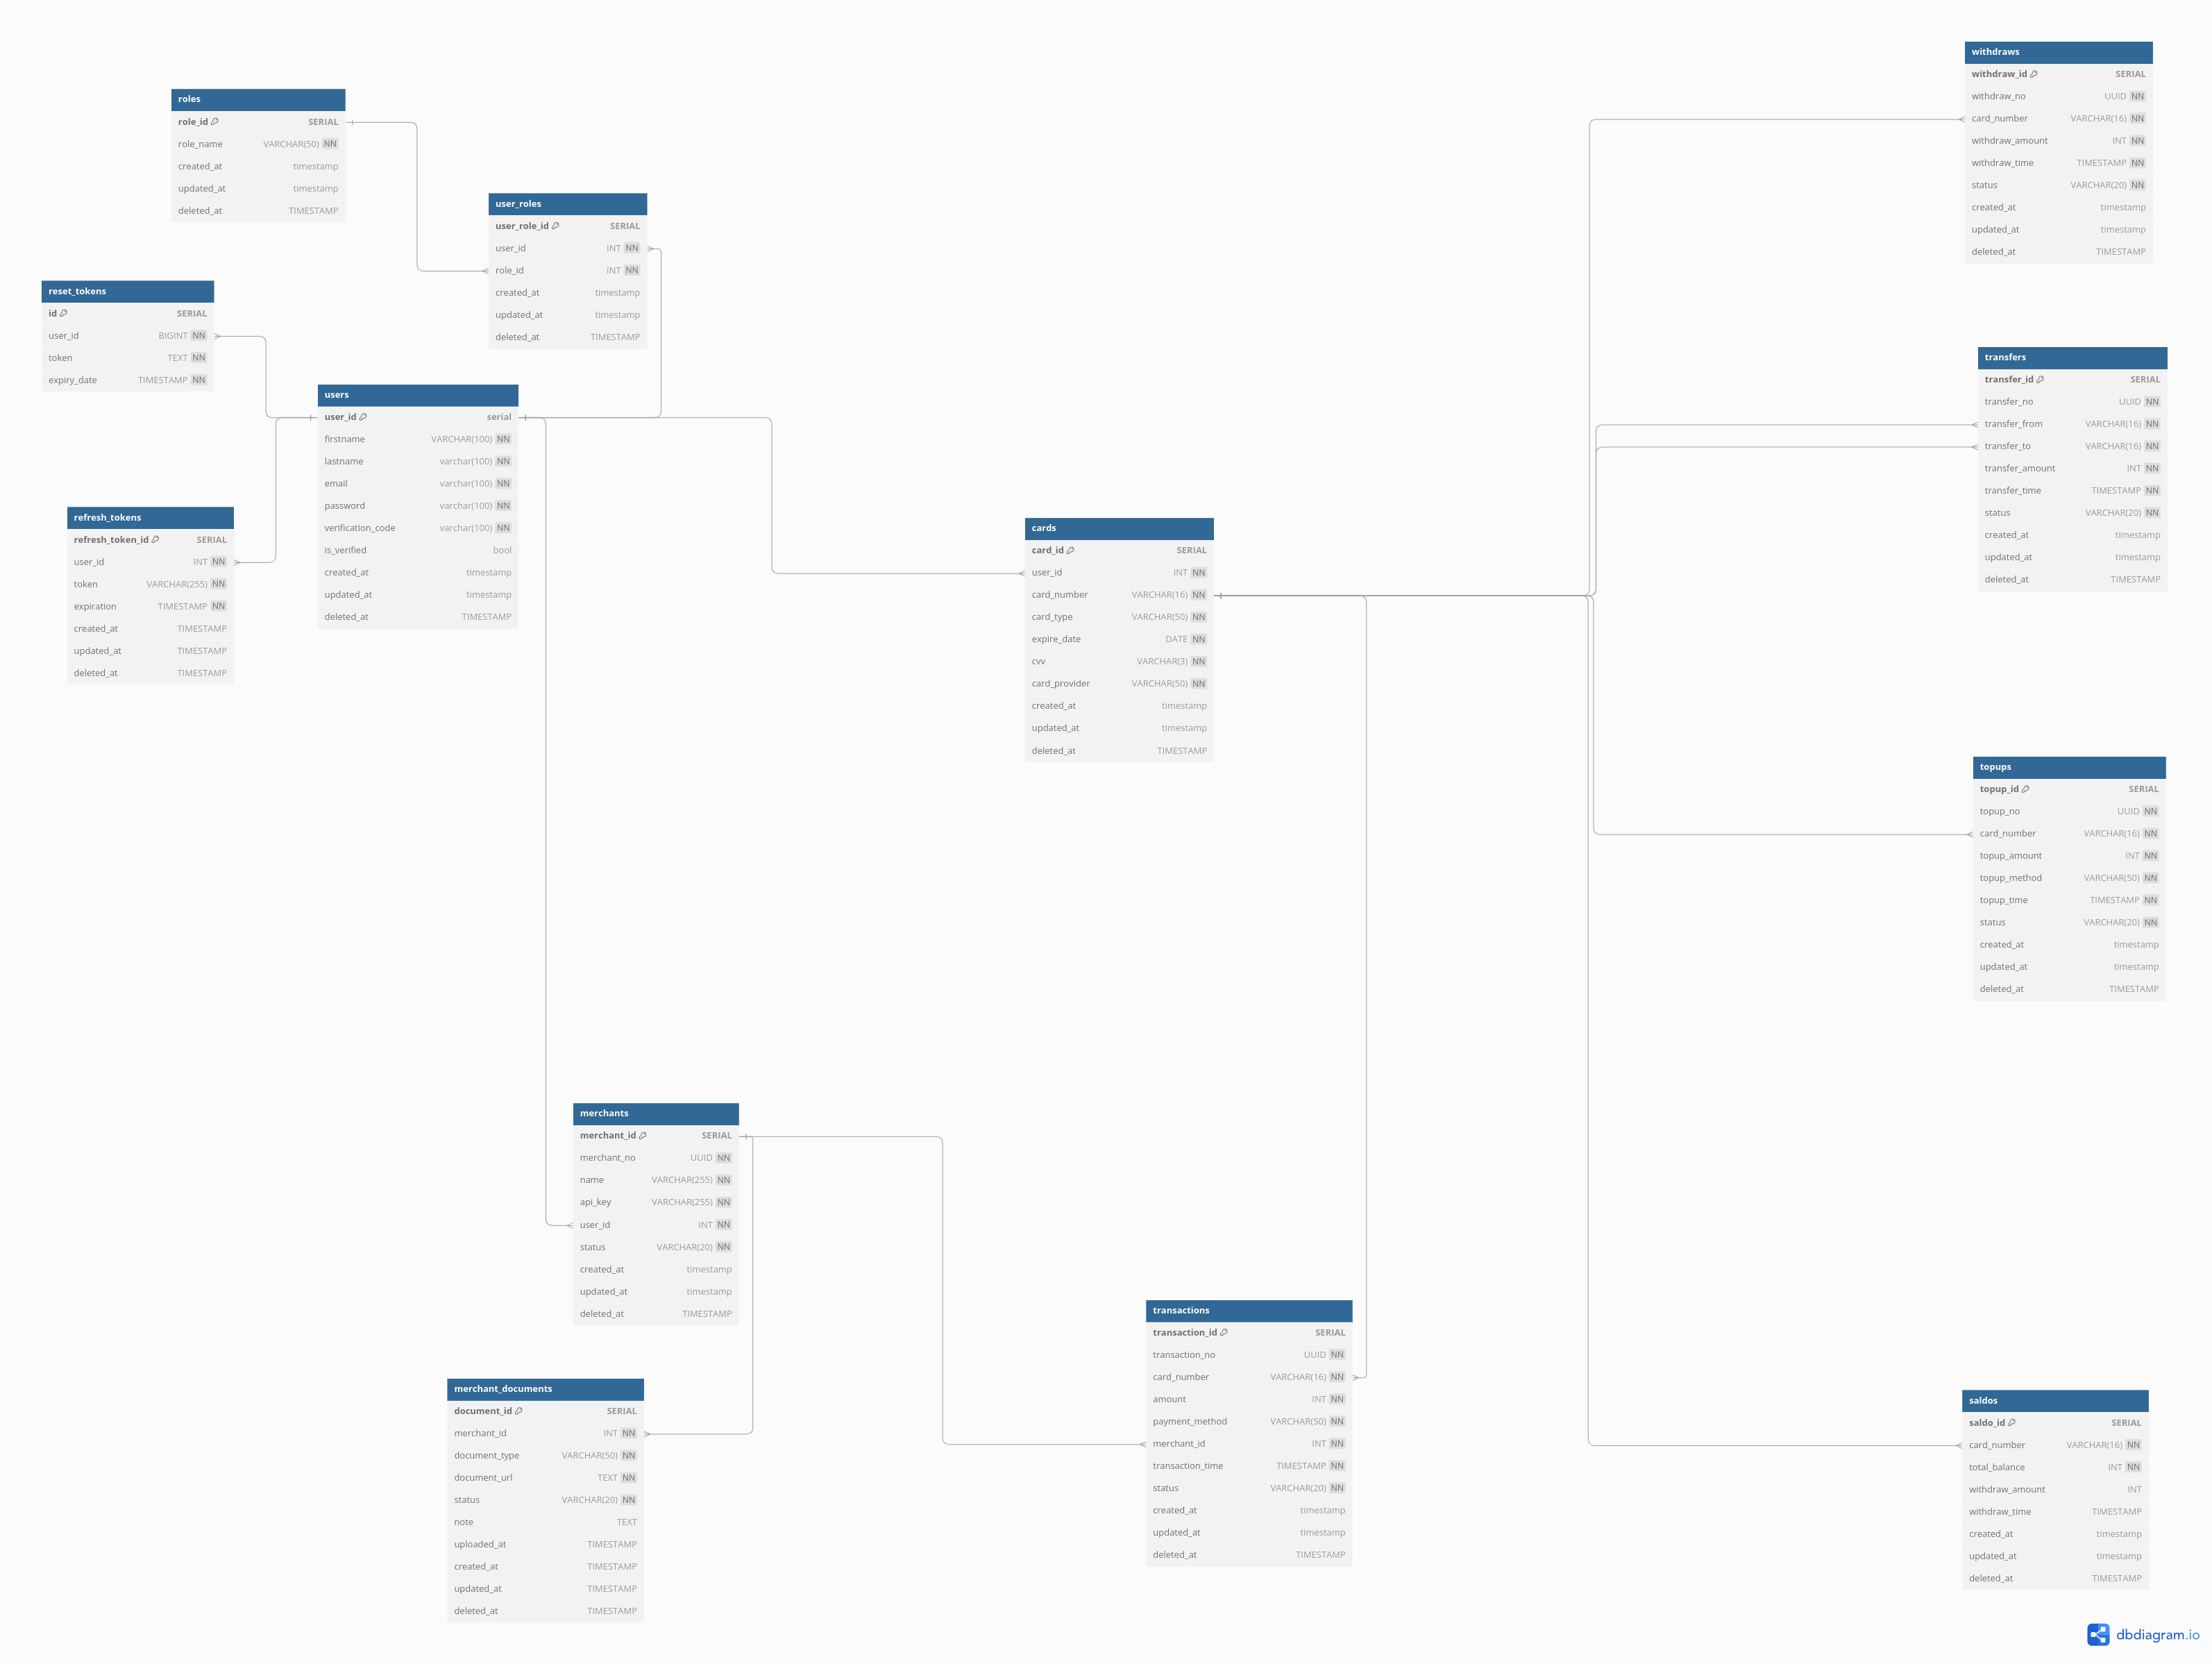 roles
role_id SERIAL
role_name VARCHAR(50) NN
created_at timestamp
updated_at timestamp
deleted_at TIMESTAMP
user_roles
user_role_id SERIAL
user_id INT NN
role_id INT NN
created_at timestamp
updated_at timestamp
deleted_at TIMESTAMP
reset_tokens
id SERIAL
user_id BIGINT NN
token TEXT NN
expiry_date TIMESTAMP NN
users
user_id serial
firstname VARCHAR(100) NN
lastname varchar(100) NN
email varchar(100) NN
password varchar(100) NN
verification_code varchar(100) NN
is_verified bool
created_at timestamp
updated_at timestamp
deleted_at TIMESTAMP
refresh_tokens
refresh_token_id SERIAL
user_id INT NN
token VARCHAR(255) NN
expiration TIMESTAMP NN
created_at TIMESTAMP
updated_at TIMESTAMP
deleted_at TIMESTAMP
cards
card_id SERIAL
user_id INT NN
card_number VARCHAR(16) NN
card_type VARCHAR(50) NN
expire_date DATE NN
cvv VARCHAR(3) NN
card_provider VARCHAR(50) NN
created_at timestamp
updated_at timestamp
deleted_at TIMESTAMP
withdraws
withdraw_id SERIAL
withdraw_no UUID NN
card_number VARCHAR(16) NN
withdraw_amount INT NN
withdraw_time TIMESTAMP NN
status VARCHAR(20) NN
created_at timestamp
updated_at timestamp
deleted_at TIMESTAMP
transfers
transfer_id SERIAL
transfer_no UUID NN
transfer_from VARCHAR(16) NN
transfer_to VARCHAR(16) NN
transfer_amount INT NN
transfer_time TIMESTAMP NN
status VARCHAR(20) NN
created_at timestamp
updated_at timestamp
deleted_at TIMESTAMP
topups
topup_id SERIAL
topup_no UUID NN
card_number VARCHAR(16) NN
topup_amount INT NN
topup_method VARCHAR(50) NN
topup_time TIMESTAMP NN
status VARCHAR(20) NN
created_at timestamp
updated_at timestamp
deleted_at TIMESTAMP
merchants
merchant_id SERIAL
merchant_no UUID NN
name VARCHAR(255) NN
api_key VARCHAR(255) NN
user_id INT NN
status VARCHAR(20) NN
created_at timestamp
updated_at timestamp
deleted_at TIMESTAMP
merchant_documents
document_id SERIAL
merchant_id INT NN
document_type VARCHAR(50) NN
document_url TEXT NN
status VARCHAR(20) NN
note TEXT
uploaded_at TIMESTAMP
created_at TIMESTAMP
updated_at TIMESTAMP
deleted_at TIMESTAMP
transactions
transaction_id SERIAL
transaction_no UUID NN
card_number VARCHAR(16) NN
amount INT NN
payment_method VARCHAR(50) NN
merchant_id INT NN
transaction_time TIMESTAMP NN
status VARCHAR(20) NN
created_at timestamp
updated_at timestamp
deleted_at TIMESTAMP
saldos
saldo_id SERIAL
card_number VARCHAR(16) NN
total_balance INT NN
withdraw_amount INT
withdraw_time TIMESTAMP
created_at timestamp
updated_at timestamp
deleted_at TIMESTAMP
dbdiagram.io